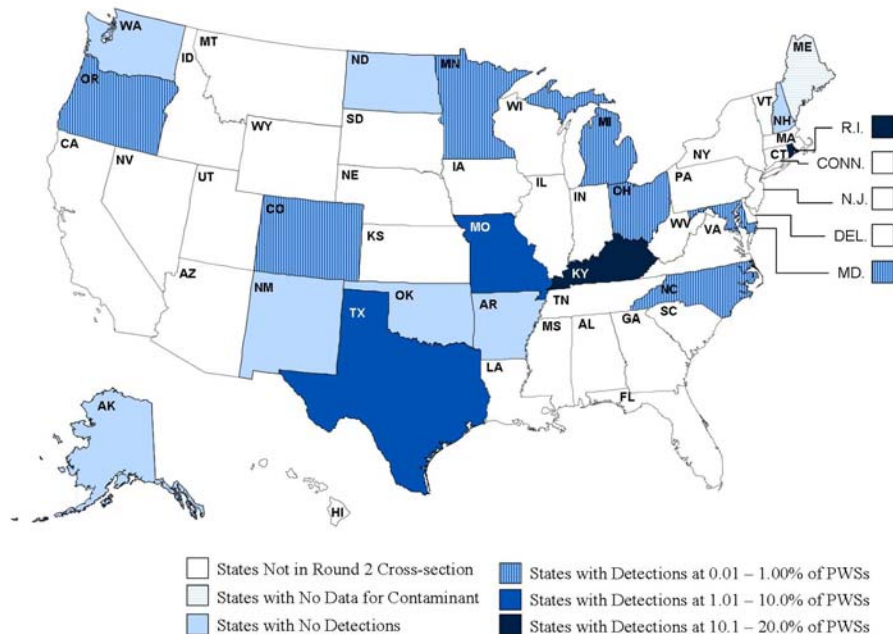 WA
MT
ND
MN
ME
ID
OR
SD
WI
VT
NH
MI
R.I.
WY
MA
CA
NV
NY
CT
CONN.
IA
NE
PA
UT
IL
IN
OH
N.J.
CO
MO
WV
VA
KS
DEL.
KY
AZ
MD.
NM
OK
AR
TN
NC
TX
SC
MS
AL
GA
LA
FL
AK
HI
States Not in Round 2 Cross-section
States with No Data for Contaminant
States with No Detections
States with Detections at 0.01 – 1.00% of PWSs
States with Detections at 1.01 – 10.0% of PWSs
States with Detections at 10.1 – 20.0% of PWSs